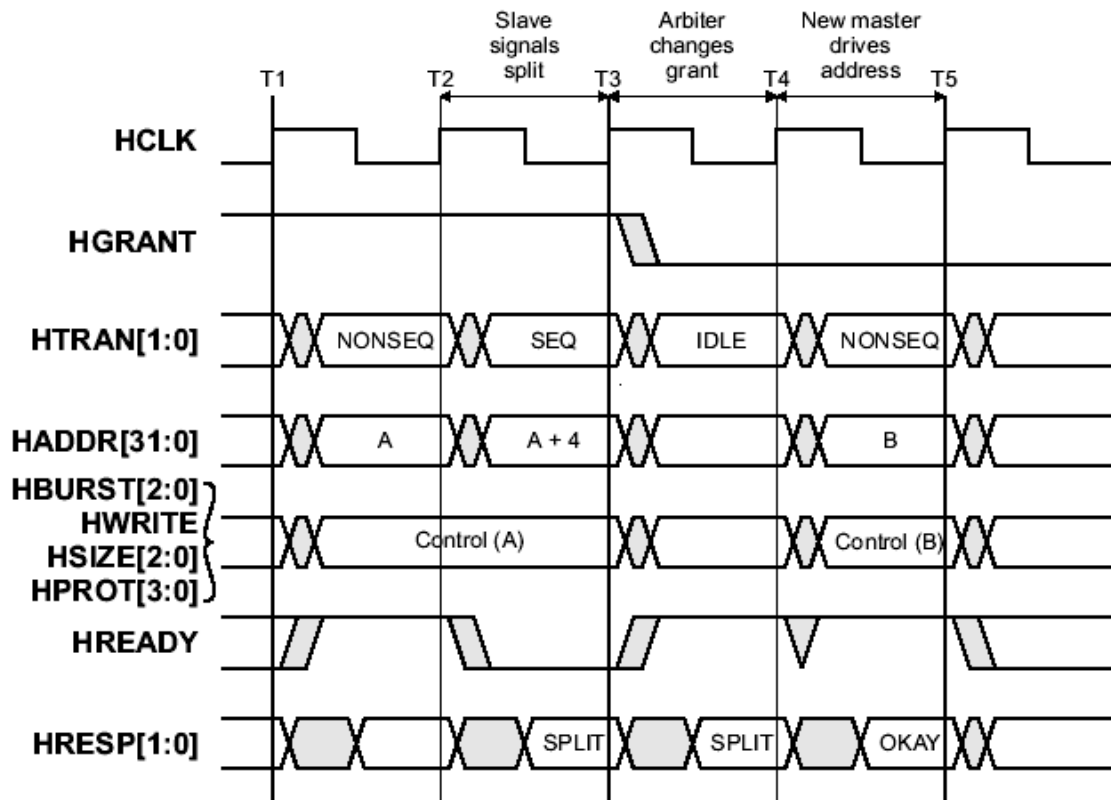 Slave signals split
Arbiter changes grant
New master drives address
T1 T2 T3 T4 T5
HCLK
HGRANT
HTRAN[1:0] NONSEQ SEQ IDLE NONSEQ
HADDR[31:0] A A + 4 B
HBURST[2:0]
HWRITE
HSIZE[2:0]
HPROT[3:0]
Control (A) Control (B)
HREADY
HRESP[1:0] SPLIT SPLIT OKAY